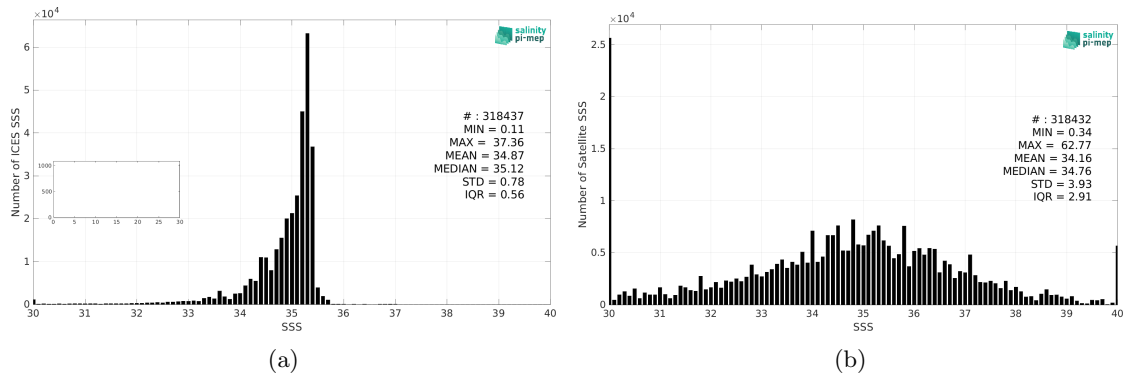 ×10⁴
salinity
pi-mep
Number of ICES SSS
6
5
4
3
2
1
0
# : 318437
MIN = 0.11
MAX = 37.36
MEAN = 34.87
MEDIAN = 35.12
STD = 0.78
IQR = 0.56
1000
500
0
0 5 10 15 20 25 30
30 31 32 33 34 35 36 37 38 39 40
SSS
(a)
×10⁴
salinity
pi-mep
Number of Satellite SSS
2.5
2
1.5
1
0.5
0
# : 318432
MIN = 0.34
MAX = 62.77
MEAN = 34.16
MEDIAN = 34.76
STD = 3.93
IQR = 2.91
30 31 32 33 34 35 36 37 38 39 40
SSS
(b)